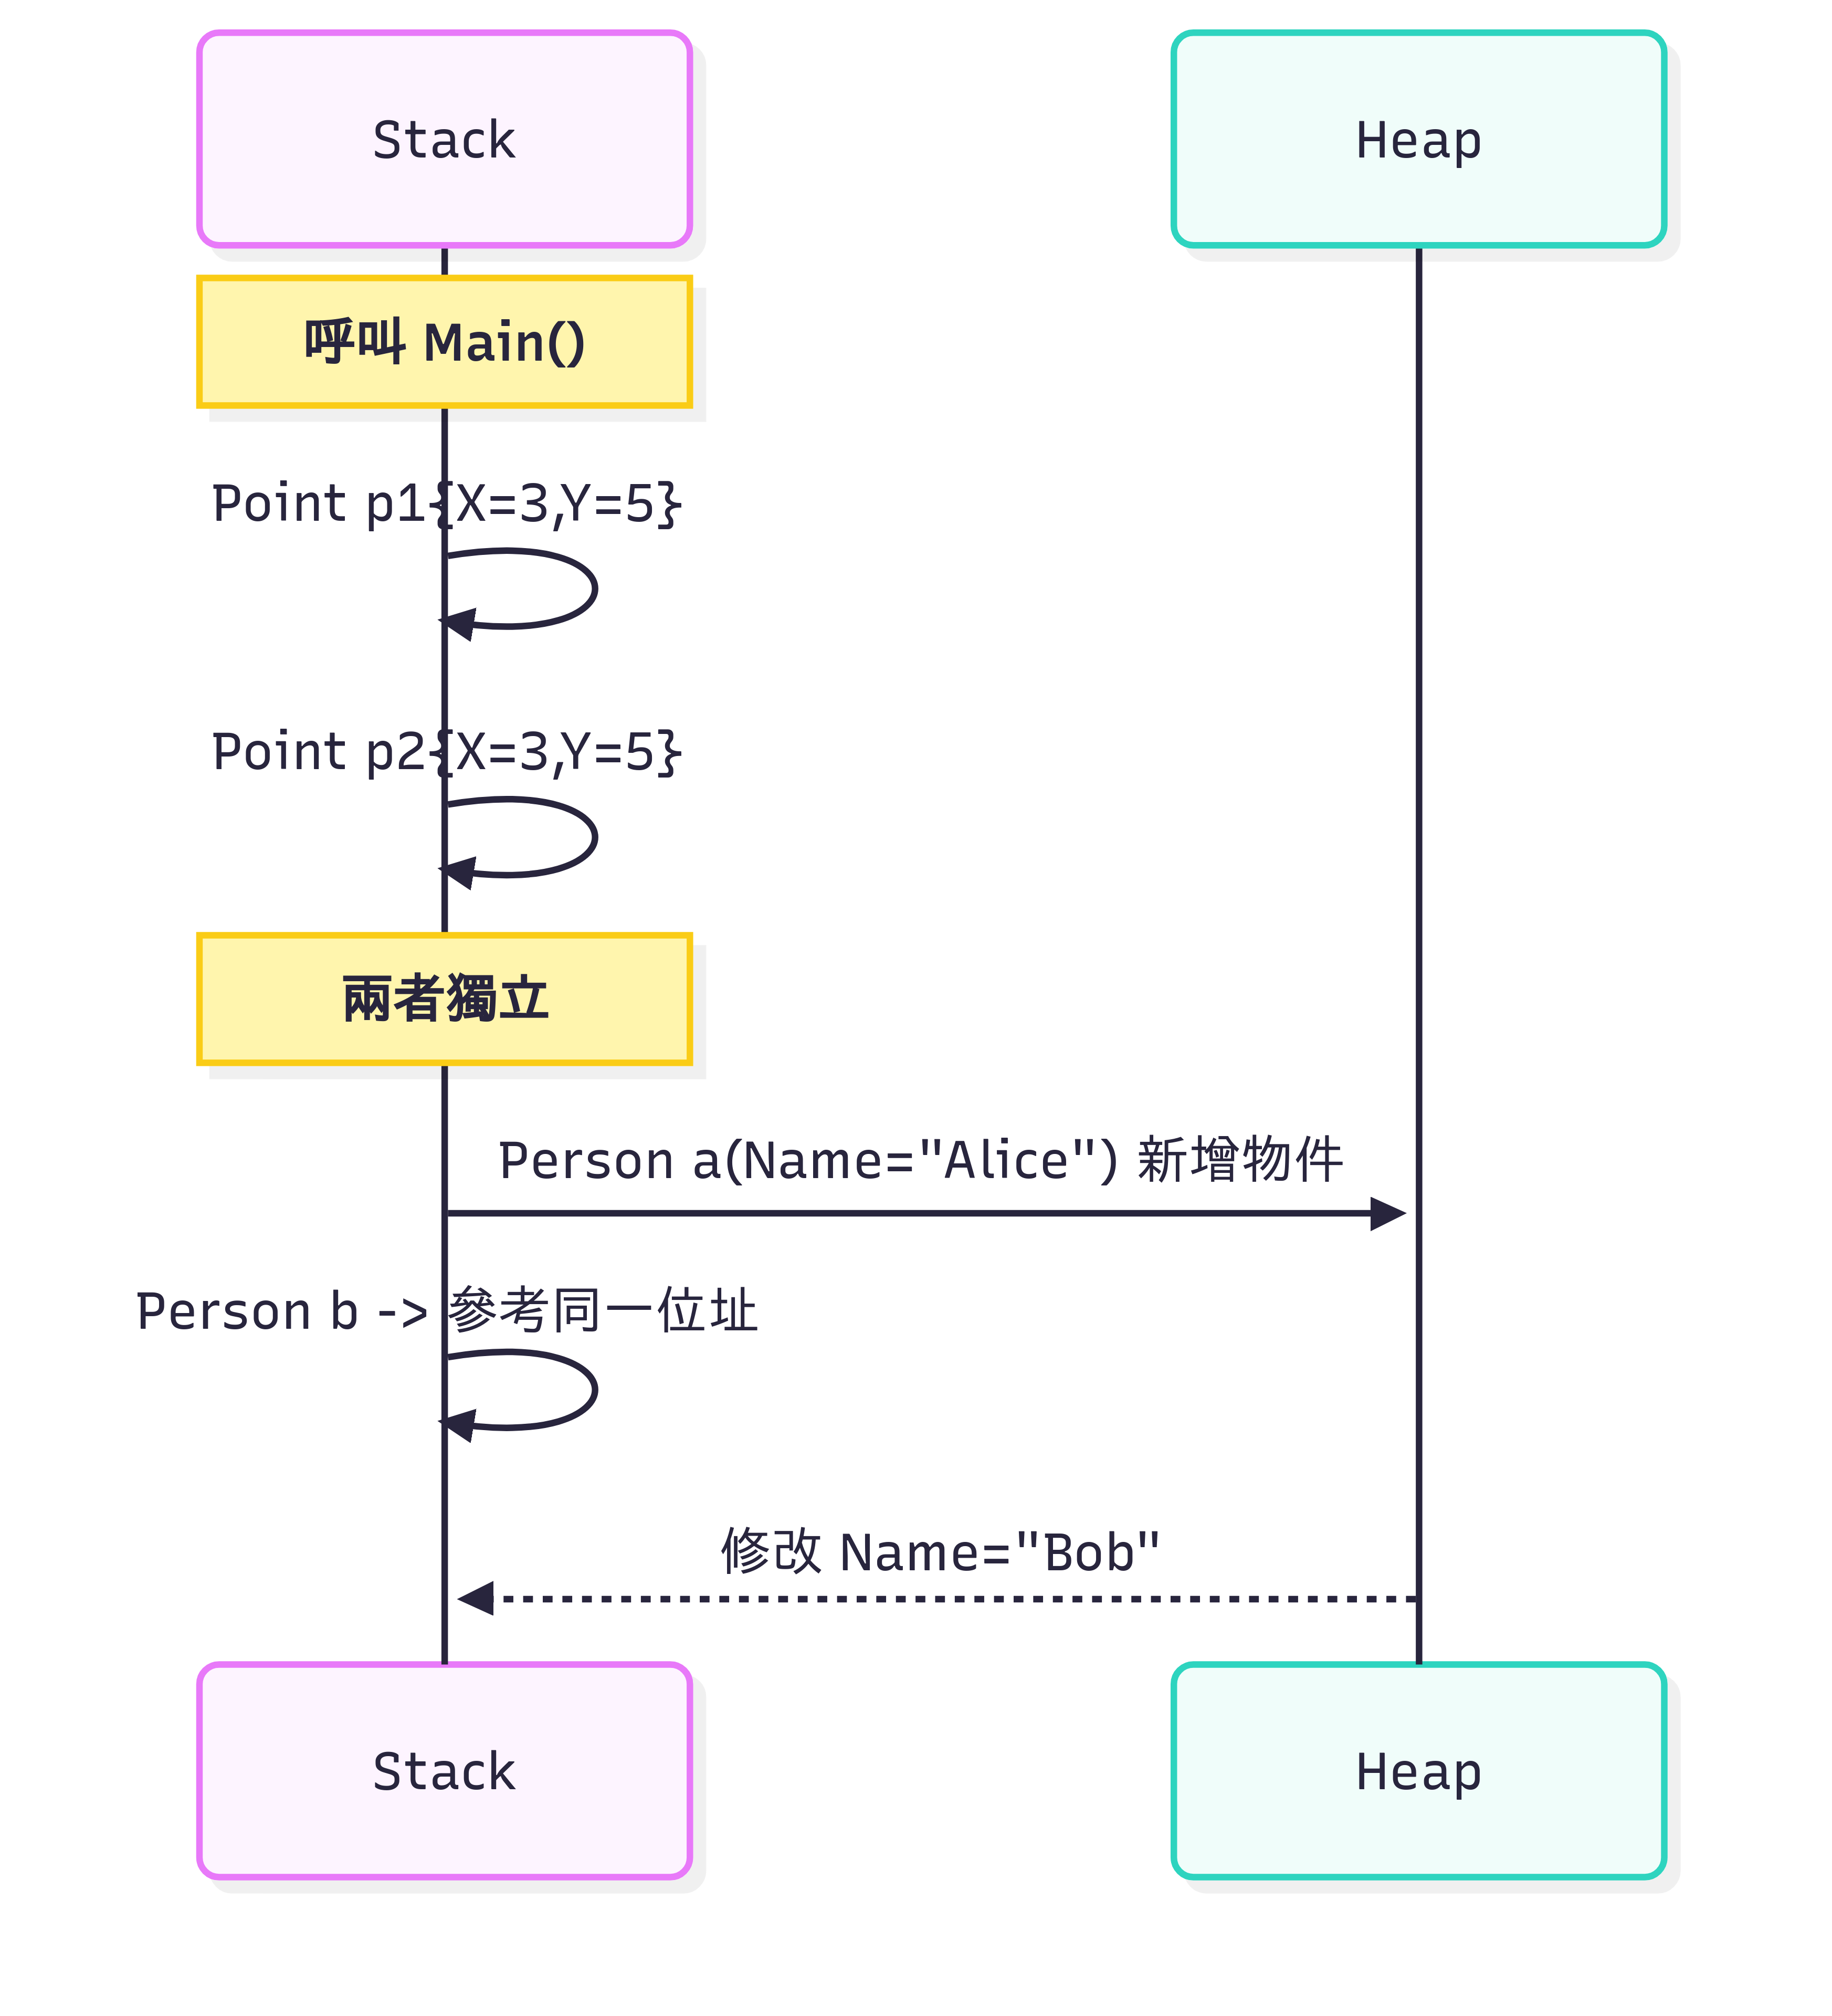 Stack
Heap
呼叫 Main()
Point p1{X=3,Y=5}
Point p2{X=3,Y=5}
兩者獨立
Person a(Name="Alice") 新增物件
Person b -> 參考同一位址
修改 Name="Bob"
Stack
Heap